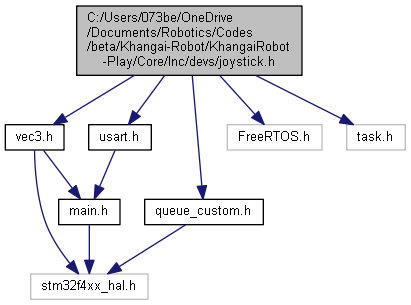 C:/Users/073be/OneDrive
/Documents/Robotics/Codes
/beta/Khangai-Robot/KhangaiRobot
-Play/Core/Inc/devs/joystick.h
vec3.h
usart.h
FreeRTOS.h
task.h
main.h
queue_custom.h
stm32f4xx_hal.h